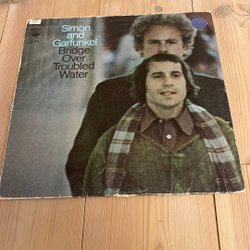 Simon
and
Garfunkel
Bridge
Over
Troubled
Water